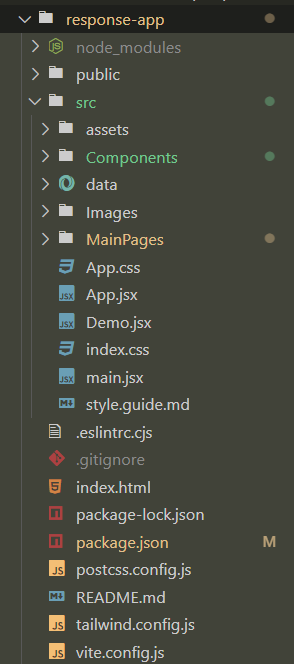 response-app
node_modules
public
src
assets
Components
data
Images
MainPages
App.css
App.jsx
Demo.jsx
index.css
main.jsx
style.guide.md
.eslintrc.cjs
.gitignore
index.html
package-lock.json
package.json M
postcss.config.js
README.md
tailwind.config.js
vite.config.js